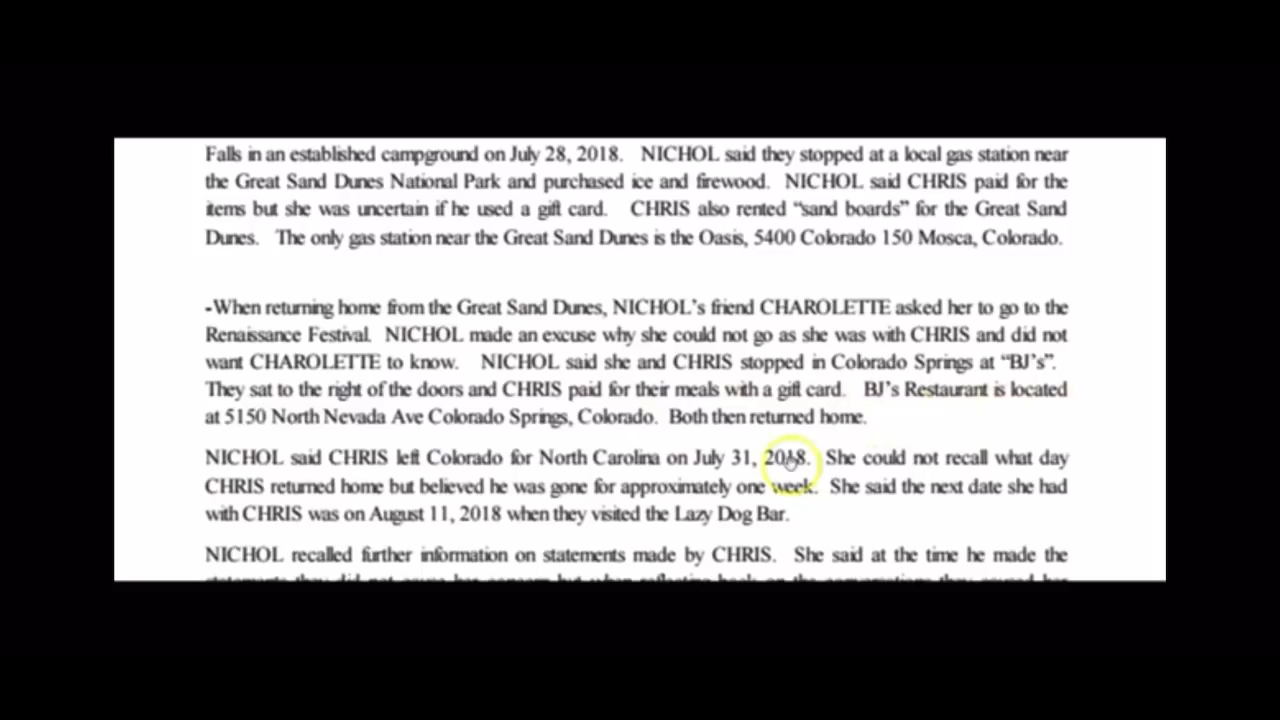 Falls in an established campground on July 28, 2018. NICHOL said they stopped at a local gas station near
the Great Sand Dunes National Park and purchased ice and firewood. NICHOL said CHRIS paid for the
items but she was uncertain if he used a gift card. CHRIS also rented “sand boards” for the Great Sand
Dunes. The only gas station near the Great Sand Dunes is the Oasis, 5400 Colorado 150 Mosca, Colorado.
-When returning home from the Great Sand Dunes, NICHOL’s friend CHAROLETTE asked her to go to the
Renaissance Festival. NICHOL made an excuse why she could not go as she was with CHRIS and did not
want CHAROLETTE to know. NICHOL said she and CHRIS stopped in Colorado Springs at “BJ’s”.
They sat to the right of the doors and CHRIS paid for their meals with a gift card. BJ’s Restaurant is located
at 5150 North Nevada Ave Colorado Springs, Colorado. Both then returned home.
NICHOL said CHRIS left Colorado for North Carolina on July 31, 2018. She could not recall what day
CHRIS returned home but believed he was gone for approximately one week. She said the next date she had
with CHRIS was on August 11, 2018 when they visited the Lazy Dog Bar.
NICHOL recalled further information on statements made by CHRIS. She said at the time he made the